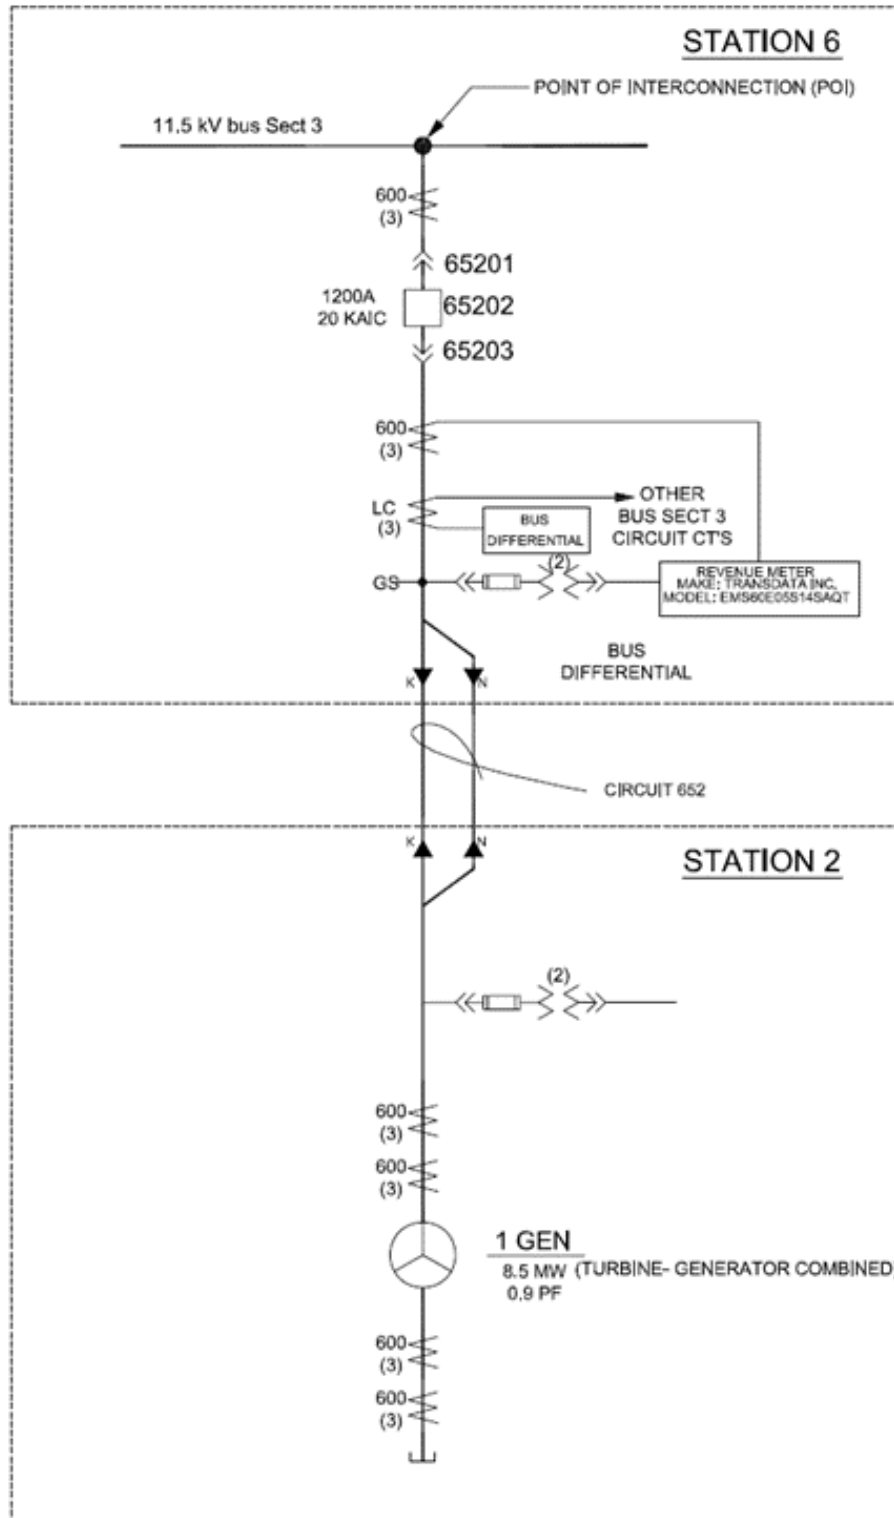 STATION 6
POINT OF INTERCONNECTION (POI)
11.5 kV bus Sect 3
600
(3)
65201
1200A
20 KAIC
65202
65203
600
(3)
LC
(3)
OTHER
BUS SECT 3
CIRCUIT CT'S
BUS
DIFFERENTIAL
(2)
GS
REVENUE METER
MAKE: TRANSDATA INC.
MODEL: EMS60E05S14SAQT
BUS
DIFFERENTIAL
K
N
CIRCUIT 652
K
N
STATION 2
(2)
600
(3)
600
(3)
1 GEN
8.5 MW (TURBINE- GENERATOR COMBINED)
0.9 PF
600
(3)
600
(3)